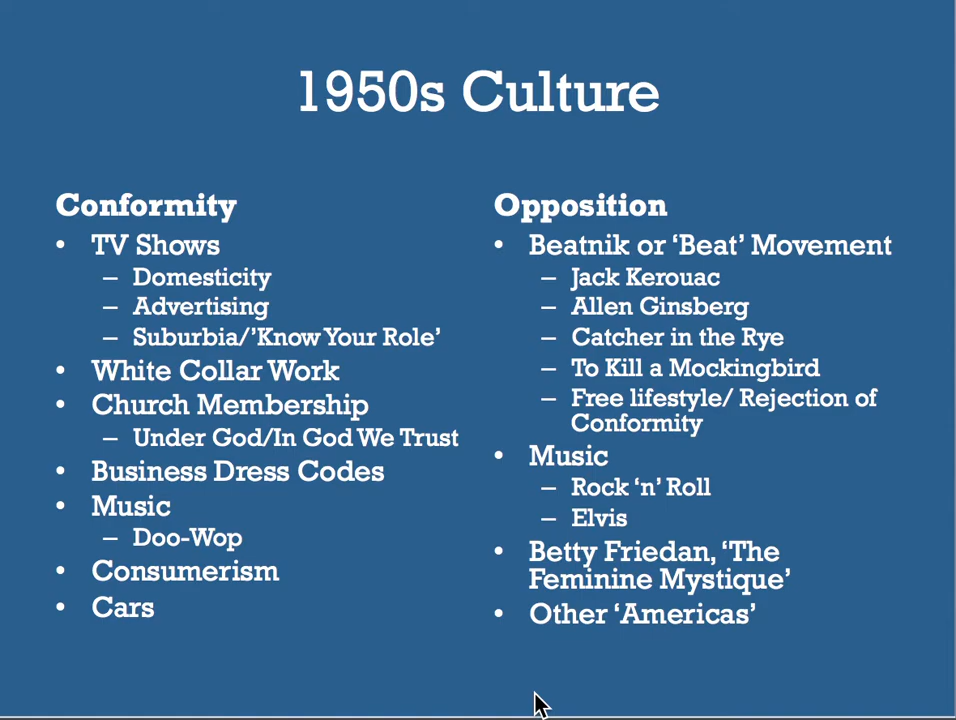 1950s Culture
Conformity
• TV Shows
– Domesticity
– Advertising
– Suburbia/’Know Your Role’
• White Collar Work
• Church Membership
– Under God/In God We Trust
• Business Dress Codes
• Music
– Doo-Wop
• Consumerism
• Cars
Opposition
• Beatnik or ‘Beat’ Movement
– Jack Kerouac
– Allen Ginsberg
– Catcher in the Rye
– To Kill a Mockingbird
– Free lifestyle/ Rejection of
Conformity
• Music
– Rock ‘n’ Roll
– Elvis
• Betty Friedan, ‘The
Feminine Mystique’
• Other ‘Americas’